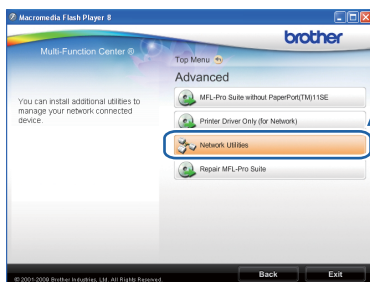 Macromedia Flash Player 8
brother
Multi-Function Center ®
Top Menu
Advanced
You can install additional utilities to
manage your network connected
device.
MFL-Pro Suite without PaperPort(TM)11SE
Printer Driver Only (for Network)
Network Utilities
Repair MFL-Pro Suite
© 2001-2009 Brother Industries, Ltd. All Rights Reserved.
Back
Exit